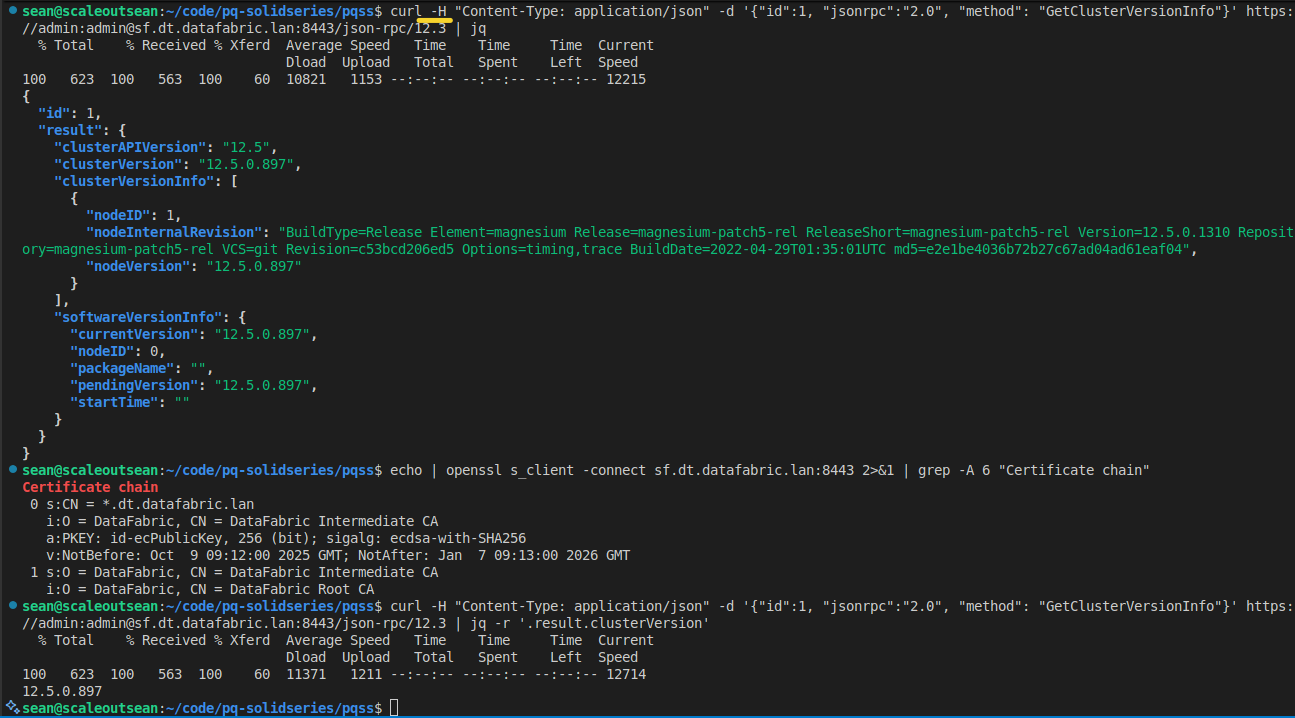 sean@scaleoutsean:~/code/pq-solidseries/pqss$ curl -H "Content-Type: application/json" -d '{"id":1, "jsonrpc":"2.0", "method": "GetClusterVersionInfo"}' https:
//admin:admin@sf.dt.datafabric.lan:8443/json-rpc/12.3 | jq
  % Total    % Received % Xferd  Average Speed   Time    Time     Time  Current
                                 Dload  Upload   Total   Spent    Left  Speed
100   623  100   563  100    60  10821   1153 --:--:-- --:--:-- --:--:-- 12215
{
  "id": 1,
  "result": {
    "clusterAPIVersion": "12.5",
    "clusterVersion": "12.5.0.897",
    "clusterVersionInfo": [
      {
        "nodeID": 1,
        "nodeInternalRevision": "BuildType=Release Element=magnesium Release=magnesium-patch5-rel ReleaseShort=magnesium-patch5-rel Version=12.5.0.1310 Reposit
ory=magnesium-patch5-rel VCS=git Revision=c53bcd206ed5 Options=timing,trace BuildDate=2022-04-29T01:35:01UTC md5=e2e1be4036b72b27c67ad04ad61eaf04",
        "nodeVersion": "12.5.0.897"
      }
    ],
    "softwareVersionInfo": {
      "currentVersion": "12.5.0.897",
      "nodeID": 0,
      "packageName": "",
      "pendingVersion": "12.5.0.897",
      "startTime": ""
    }
  }
}
sean@scaleoutsean:~/code/pq-solidseries/pqss$ echo | openssl s_client -connect sf.dt.datafabric.lan:8443 2>&1 | grep -A 6 "Certificate chain"
Certificate chain
 0 s:CN = *.dt.datafabric.lan
   i:O = DataFabric, CN = DataFabric Intermediate CA
   a:PKEY: id-ecPublicKey, 256 (bit); sigalg: ecdsa-with-SHA256
   v:NotBefore: Oct  9 09:12:00 2025 GMT; NotAfter: Jan  7 09:13:00 2026 GMT
 1 s:O = DataFabric, CN = DataFabric Intermediate CA
   i:O = DataFabric, CN = DataFabric Root CA
sean@scaleoutsean:~/code/pq-solidseries/pqss$ curl -H "Content-Type: application/json" -d '{"id":1, "jsonrpc":"2.0", "method": "GetClusterVersionInfo"}' https:
//admin:admin@sf.dt.datafabric.lan:8443/json-rpc/12.3 | jq -r '.result.clusterVersion'
  % Total    % Received % Xferd  Average Speed   Time    Time     Time  Current
                                 Dload  Upload   Total   Spent    Left  Speed
100   623  100   563  100    60  11371   1211 --:--:-- --:--:-- --:--:-- 12714
12.5.0.897
sean@scaleoutsean:~/code/pq-solidseries/pqss$